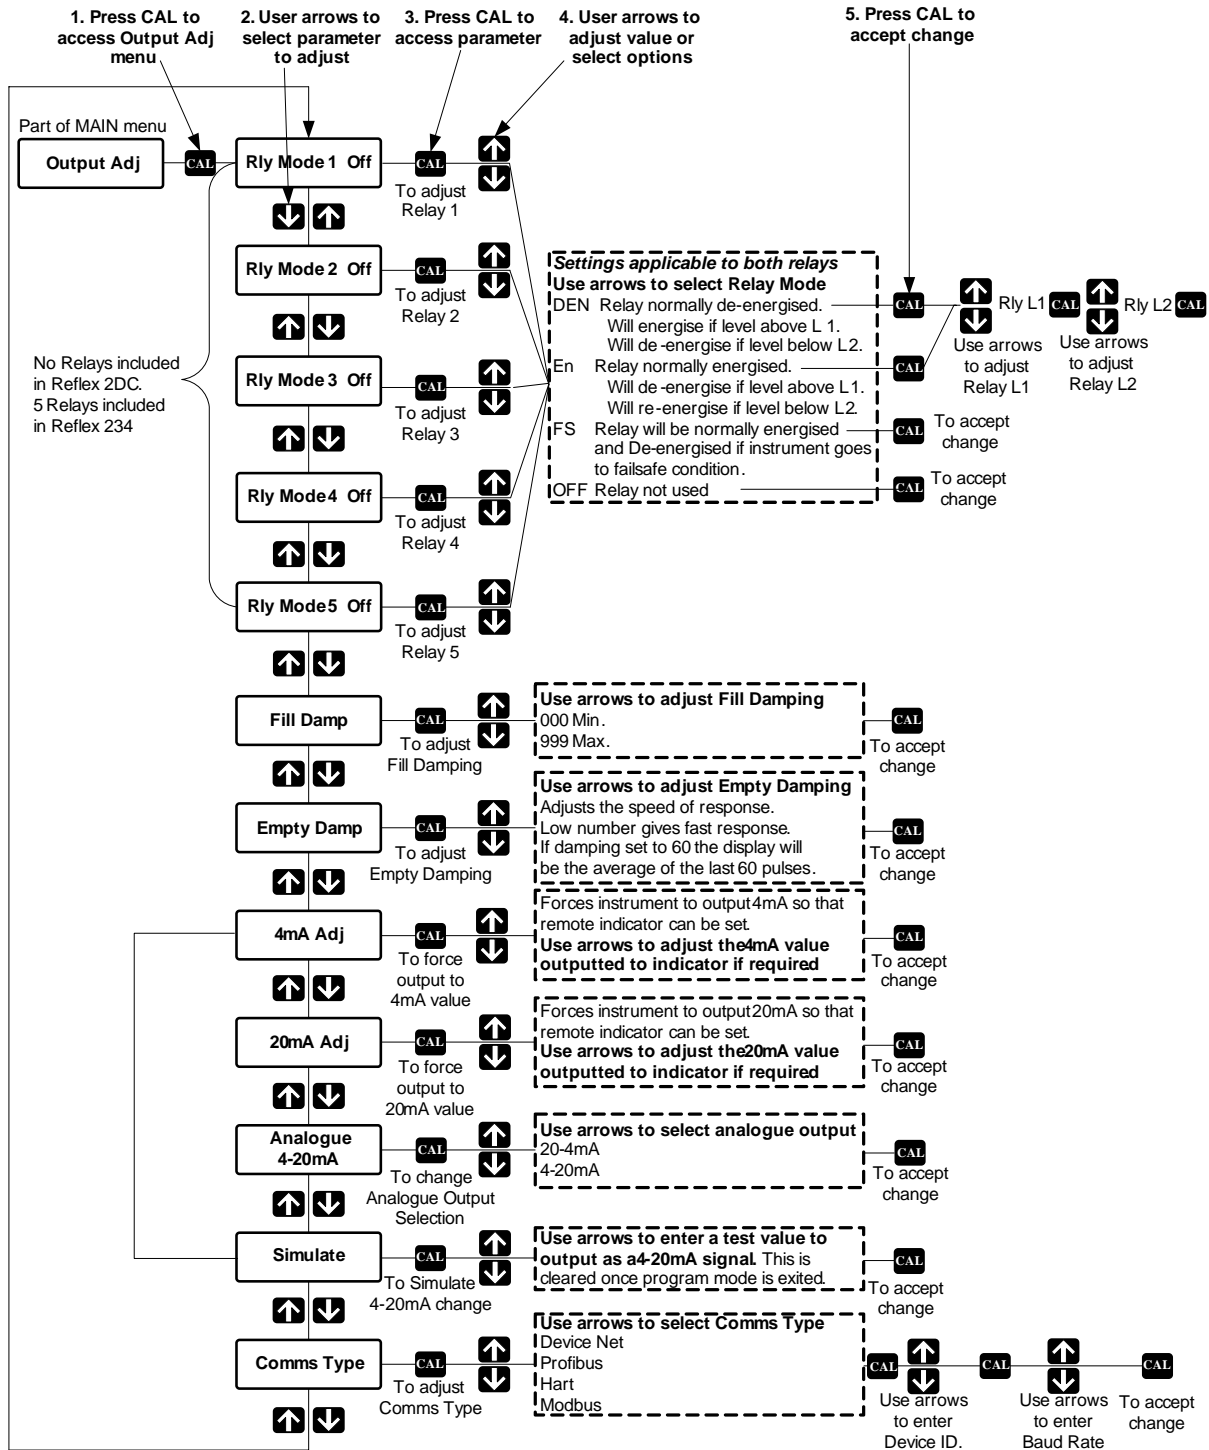 1. Press CAL to
access Output Adj
menu
2. User arrows to
select parameter
to adjust
3. Press CAL to
access parameter
4. User arrows to
adjust value or
select options
5. Press CAL to
accept change
Part of MAIN menu
Output Adj
CAL
Rly Mode 1 Off
CAL
To adjust
Relay 1
Rly Mode 2 Off
CAL
To adjust
Relay 2
Rly Mode 3 Off
CAL
To adjust
Relay 3
Rly Mode 4 Off
CAL
To adjust
Relay 4
Rly Mode 5 Off
CAL
To adjust
Relay 5
No Relays included
in Reflex 2DC.
5 Relays included
in Reflex 234
Settings applicable to both relays
Use arrows to select Relay Mode
DEN Relay normally de-energised.
Will energise if level above L 1.
Will de-energise if level below L2.
En Relay normally energised.
Will de-energise if level above L1.
Will re-energise if level below L2.
FS Relay will be normally energised
and De-energised if instrument goes
to failsafe condition.
OFF Relay not used
CAL
Rly L1
CAL
Rly L2
CAL
Use arrows
to adjust
Relay L1
Use arrows
to adjust
Relay L2
CAL
CAL
To accept
change
CAL
To accept
change
Fill Damp
CAL
To adjust
Fill Damping
Use arrows to adjust Fill Damping
000 Min.
999 Max.
CAL
To accept
change
Empty Damp
CAL
To adjust
Empty Damping
Use arrows to adjust Empty Damping
Adjusts the speed of response.
Low number gives fast response.
If damping set to 60 the display will
be the average of the last 60 pulses.
CAL
To accept
change
4mA Adj
CAL
To force
output to
4mA value
Forces instrument to output 4mA so that
remote indicator can be set.
Use arrows to adjust the 4mA value
outputted to indicator if required
CAL
To accept
change
20mA Adj
CAL
To force
output to
20mA value
Forces instrument to output 20mA so that
remote indicator can be set.
Use arrows to adjust the 20mA value
outputted to indicator if required
CAL
To accept
change
Analogue
4-20mA
CAL
To change
Analogue Output
Selection
Use arrows to select analogue output
20-4mA
4-20mA
CAL
To accept
change
Simulate
CAL
To Simulate
4-20mA change
Use arrows to enter a test value to
output as a 4-20mA signal. This is
cleared once program mode is exited.
CAL
To accept
change
Comms Type
CAL
To adjust
Comms Type
Use arrows to select Comms Type
Device Net
Profibus
Hart
Modbus
CAL
Use arrows
to enter
Device ID.
CAL
Use arrows
to enter
Baud Rate
CAL
To accept
change